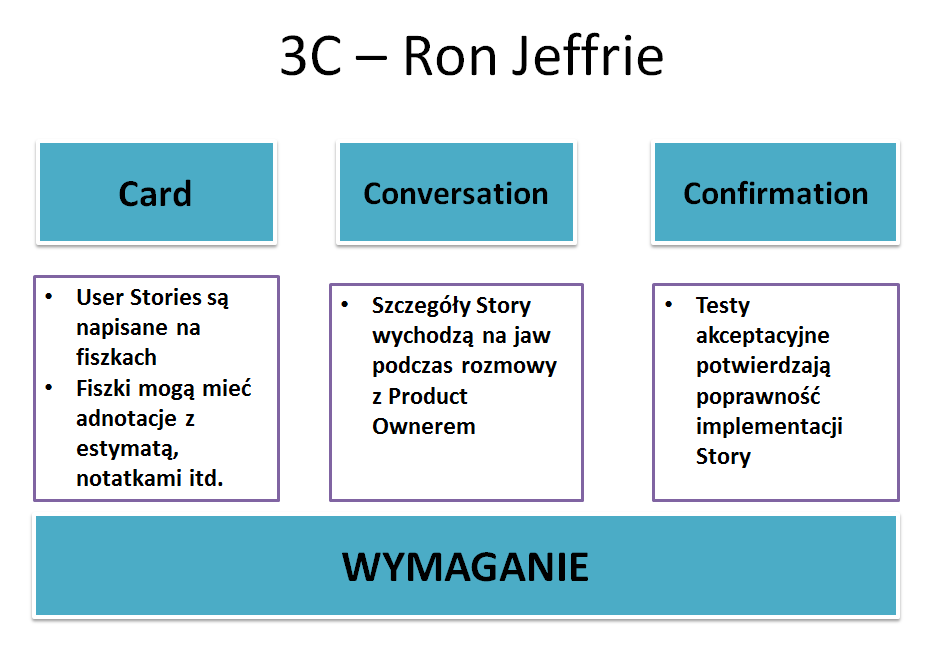 3C – Ron Jeffrie
Card
Conversation
Confirmation
• User Stories są
napisane na
fiszkach
• Fiszki mogą mieć
adnotacje z
estymatą,
notatkami itd.
• Szczegóły Story
wychodzą na jaw
podczas rozmowy
z Product
Ownerem
• Testy
akceptacyjne
potwierdzają
poprawność
implementacji
Story
WYMAGANIE